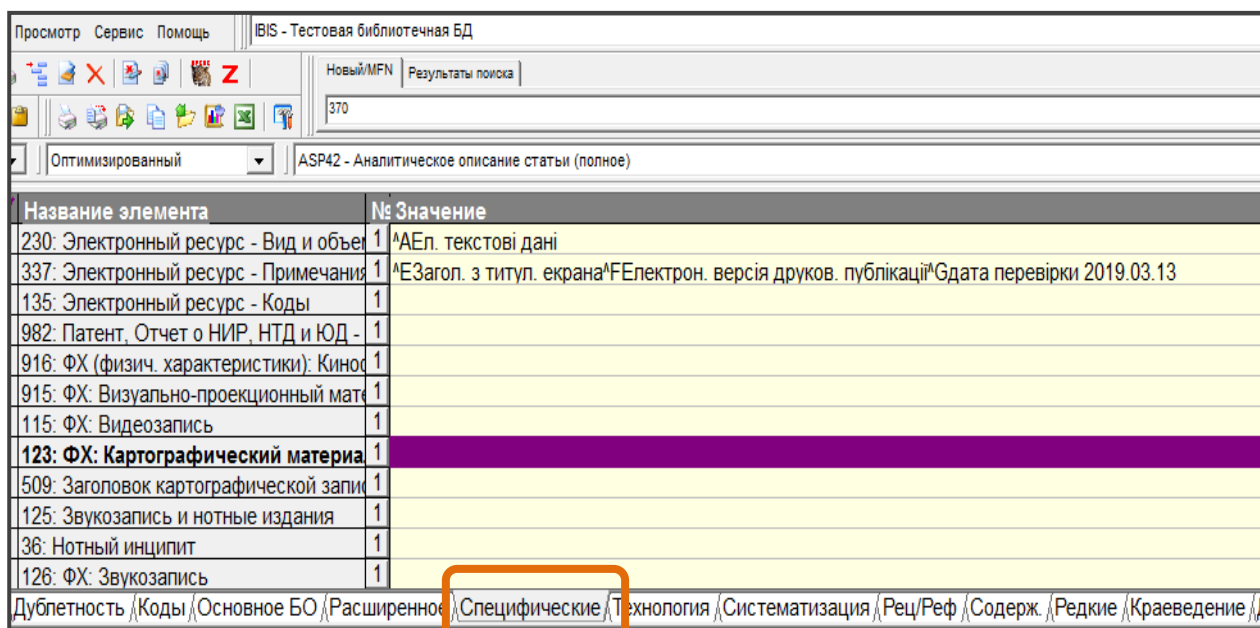 Просмотр Сервис Помощь IBIS - Тестовая библиотечная БД
Z Новый/MFN Результаты поиска
370
Оптимизированный ASP42 - Аналитическое описание статьи (полное)
Название элемента № Значение
230: Электронный ресурс - Вид и объем 1 ^AЕл. текстові дані
337: Электронный ресурс - Примечания 1 ^EЗагол. з титул. екрана^FЕлектрон. версія друков. публікації^Gдата перевірки 2019.03.13
135: Электронный ресурс - Коды 1
982: Патент, Отчет о НИР, НТД и ЮД - 1
916: ФХ (физич. характеристики): Кинос 1
915: ФХ: Визуально-проекционный мате 1
115: ФХ: Видеозапись 1
123: ФХ: Картографический материа 1
509: Заголовок картографической запис 1
125: Звукозапись и нотные издания 1
36: Нотный инципит 1
126: ФХ: Звукозапись 1
Дублетность Коды Основное БО Расширенное Специфические Технология Систематизация Рец/Реф Содерж. Редкие Краеведение